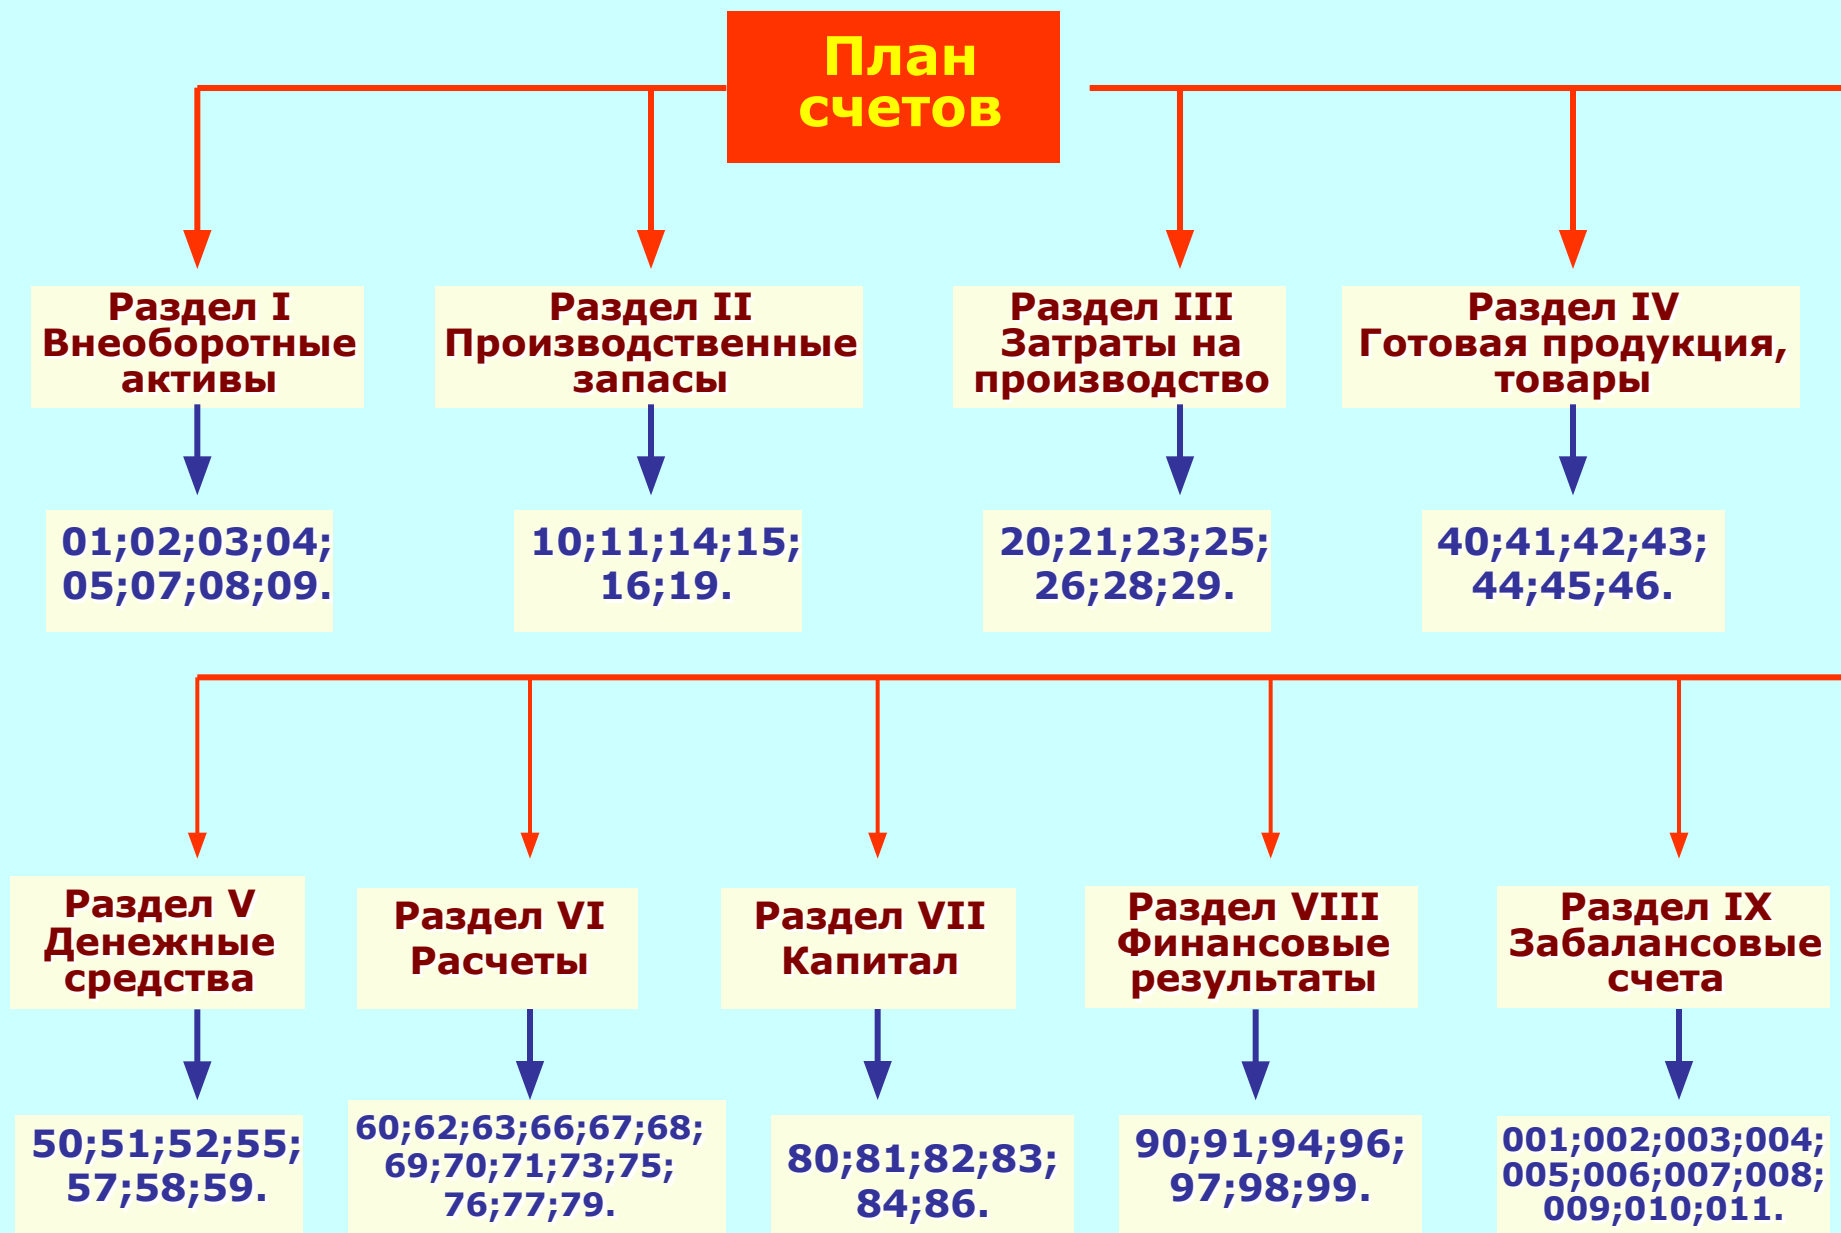 План
счетов
Раздел I
Внеоборотные
активы
Раздел II
Производственные
запасы
Раздел III
Затраты на
производство
Раздел IV
Готовая продукция,
товары
01;02;03;04;
05;07;08;09.
10;11;14;15;
16;19.
20;21;23;25;
26;28;29.
40;41;42;43;
44;45;46.
Раздел V
Денежные
средства
Раздел VI
Расчеты
Раздел VII
Капитал
Раздел VIII
Финансовые
результаты
Раздел IX
Забалансовые
счета
50;51;52;55;
57;58;59.
60;62;63;66;67;68;
69;70;71;73;75;
76;77;79.
80;81;82;83;
84;86.
90;91;94;96;
97;98;99.
001;002;003;004;
005;006;007;008;
009;010;011.